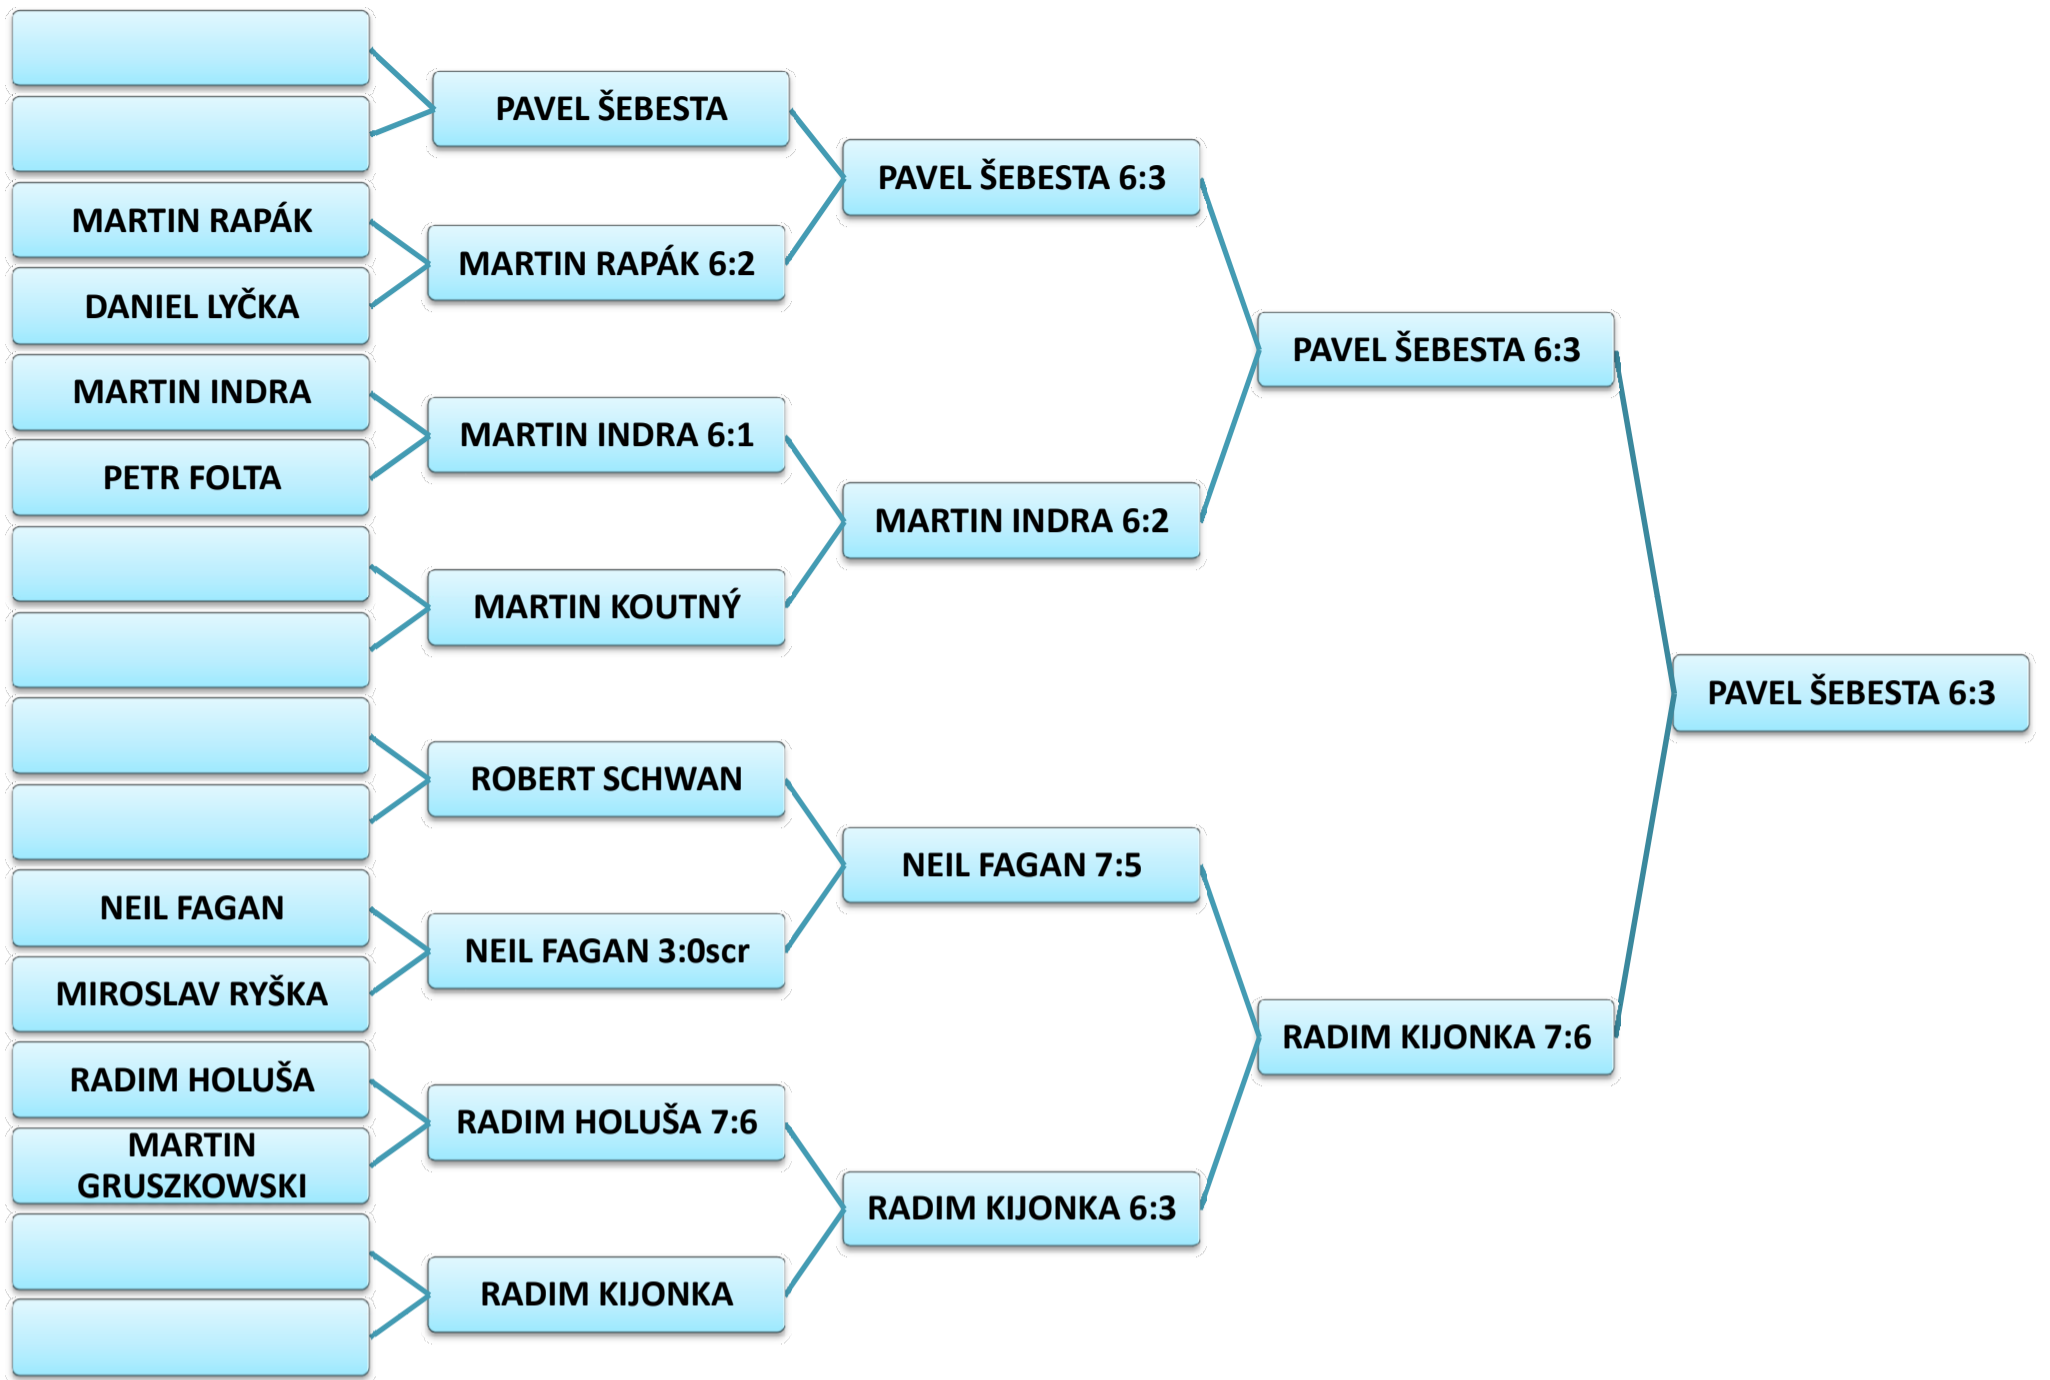 MARTIN RAPÁK
DANIEL LYČKA
MARTIN INDRA
PETR FOLTA
NEIL FAGAN
MIROSLAV RYŠKA
RADIM HOLUŠA
MARTIN
GRUSZKOWSKI
PAVEL ŠEBESTA
MARTIN RAPÁK 6:2
MARTIN INDRA 6:1
MARTIN KOUTNÝ
ROBERT SCHWAN
NEIL FAGAN 3:0scr
RADIM HOLUŠA 7:6
RADIM KIJONKA
PAVEL ŠEBESTA 6:3
MARTIN INDRA 6:2
NEIL FAGAN 7:5
RADIM KIJONKA 6:3
PAVEL ŠEBESTA 6:3
RADIM KIJONKA 7:6
PAVEL ŠEBESTA 6:3